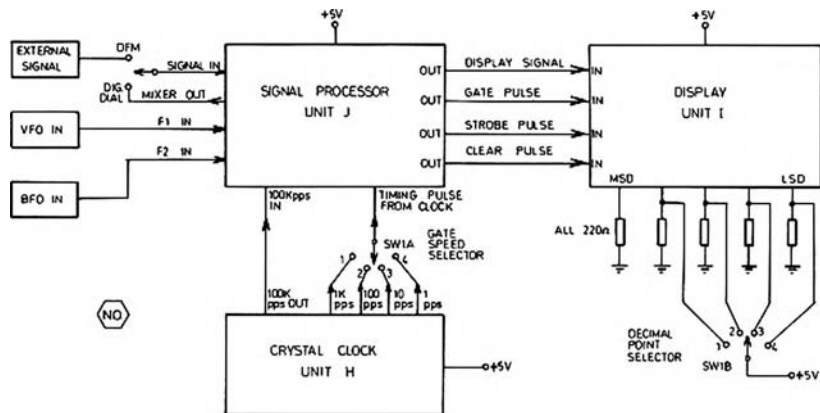 +5V
+5V
EXTERNAL
SIGNAL
DFM
SIGNAL IN
DIG.
DIAL
MIXER OUT
VFO IN
F1 IN
BFO IN
F2 IN
SIGNAL PROCESSOR
UNIT J
OUT
OUT
OUT
OUT
DISPLAY SIGNAL
GATE PULSE
STROBE PULSE
CLEAR PULSE
IN
IN
IN
IN
DISPLAY
UNIT I
MSD
LSD
100Kpps
IN
TIMING PULSE
FROM CLOCK
SW1A
GATE
SPEED
SELECTOR
1
2
3
4
ALL 220Ω
100K
pps OUT
1K
pps
100
pps
10
pps
1
pps
NO
CRYSTAL CLOCK
UNIT H
+5V
DECIMAL
POINT
SELECTOR
1
2
3
4
SW1B
+5V